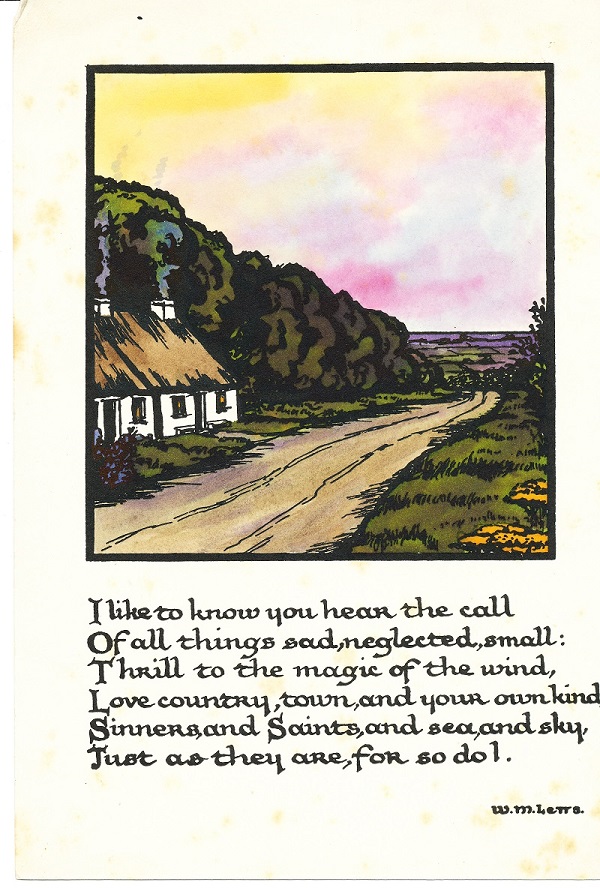 I like to know you hear the call
Of all things sad, neglected, small:
Thrill to the magic of the wind,
Love country, town, and your own kind
Sinners, and Saints, and sea, and sky,
Just as they are, for so do I.
W.M.Letts.